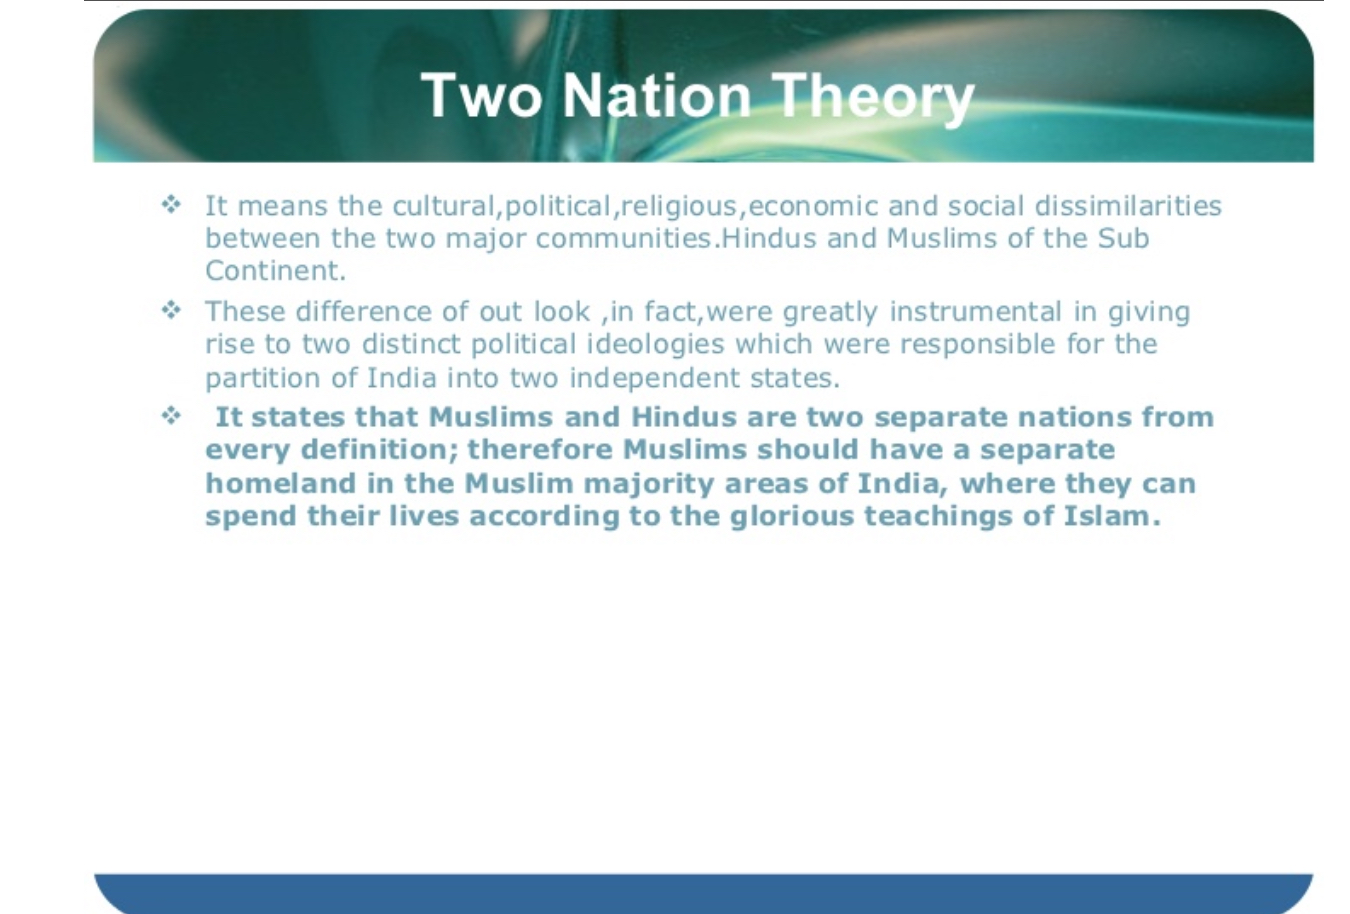 Two Nation Theory
❖ It means the cultural,political,religious,economic and social dissimilarities
between the two major communities.Hindus and Muslims of the Sub
Continent.
❖ These difference of out look ,in fact,were greatly instrumental in giving
rise to two distinct political ideologies which were responsible for the
partition of India into two independent states.
❖ It states that Muslims and Hindus are two separate nations from
every definition; therefore Muslims should have a separate
homeland in the Muslim majority areas of India, where they can
spend their lives according to the glorious teachings of Islam.